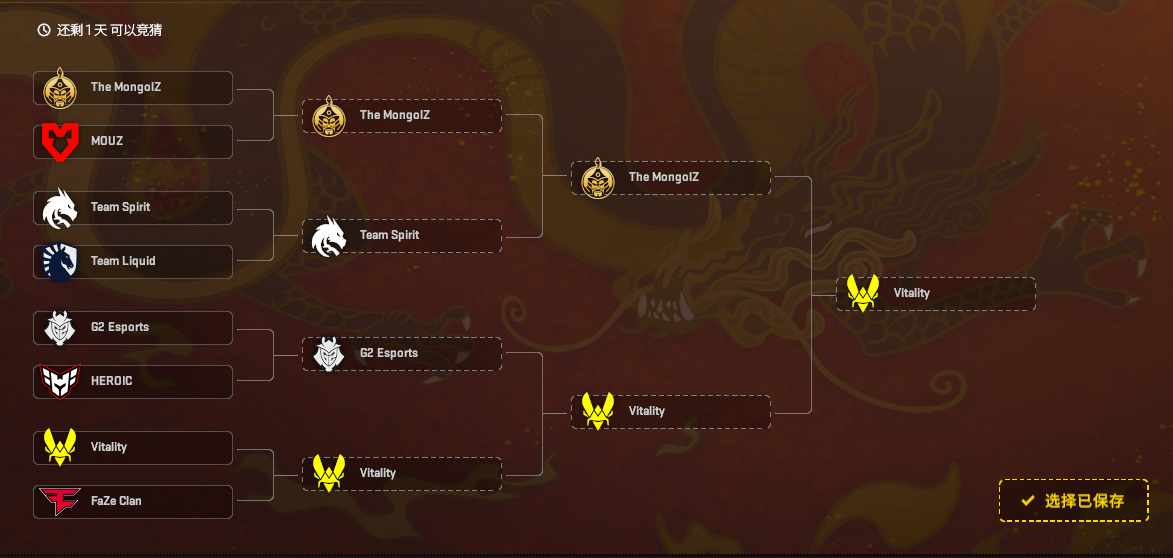 还剩 1 天 可以竞猜
The MongolZ
MOUZ
Team Spirit
Team Liquid
G2 Esports
HEROIC
Vitality
FaZe Clan
The MongolZ
Team Spirit
G2 Esports
Vitality
The MongolZ
Vitality
Vitality
选择已保存